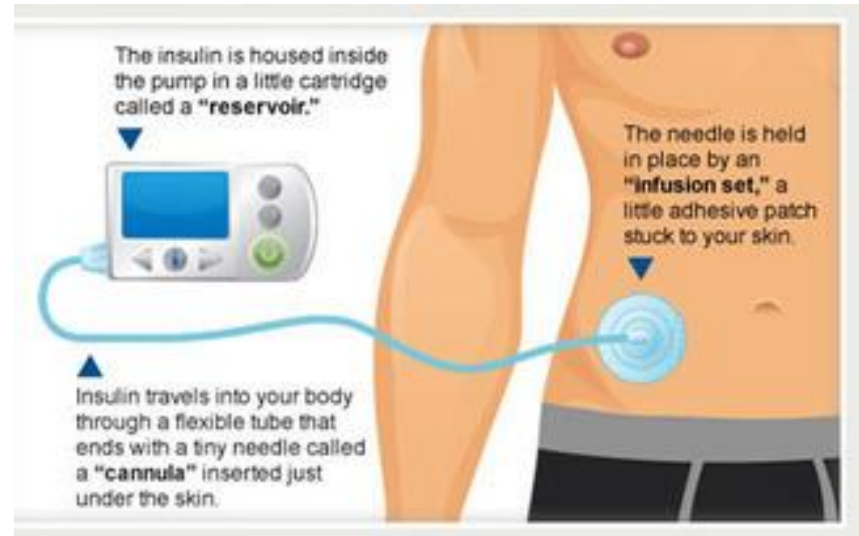 The insulin is housed inside
the pump in a little cartridge
called a “reservoir.”
The needle is held
in place by an
“infusion set,” a
little adhesive patch
stuck to your skin.
Insulin travels into your body
through a flexible tube that
ends with a tiny needle called
a “cannula” inserted just
under the skin.